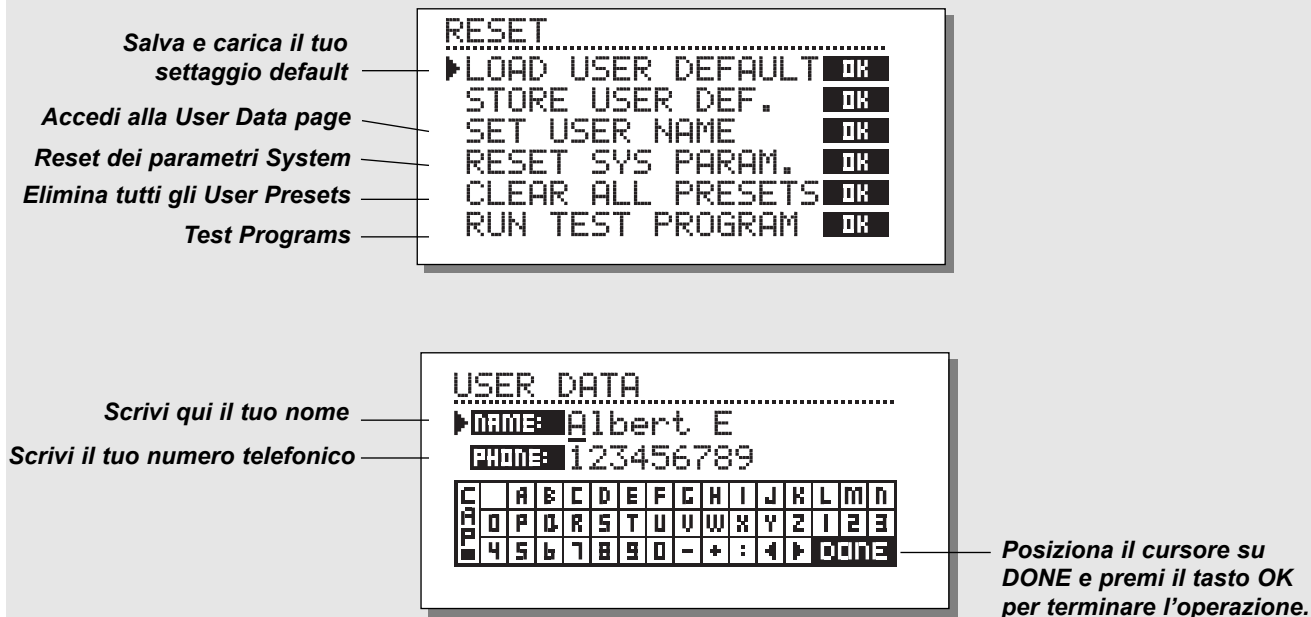 Salva e carica il tuo
settaggio default
Accedi alla User Data page
Reset dei parametri System
Elimina tutti gli User Presets
Test Programs
RESET
LOAD USER DEFAULT OK
STORE USER DEF. OK
SET USER NAME OK
RESET SYS PARAM. OK
CLEAR ALL PRESETS OK
RUN TEST PROGRAM OK
Scrivi qui il tuo nome
Scrivi il tuo numero telefonico
USER DATA
NAME: Albert E
PHONE: 123456789
CAP
A B C D E F G H I J K L M N
O P Q R S T U V W X Y Z 1 2 3
4 5 6 7 8 9 0 - + : DONE
Posiziona il cursore su
DONE e premi il tasto OK
per terminare l’operazione.